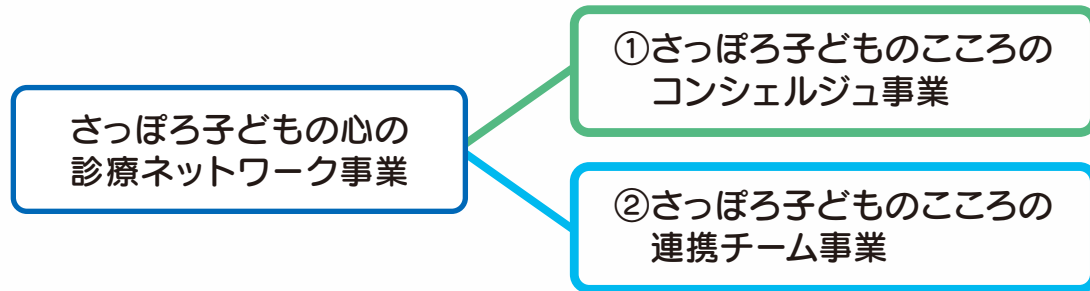 さっぽろ子どもの心の
診療ネットワーク事業
①さっぽろ子どものこころの
コンシェルジュ事業
②さっぽろ子どものこころの
連携チーム事業